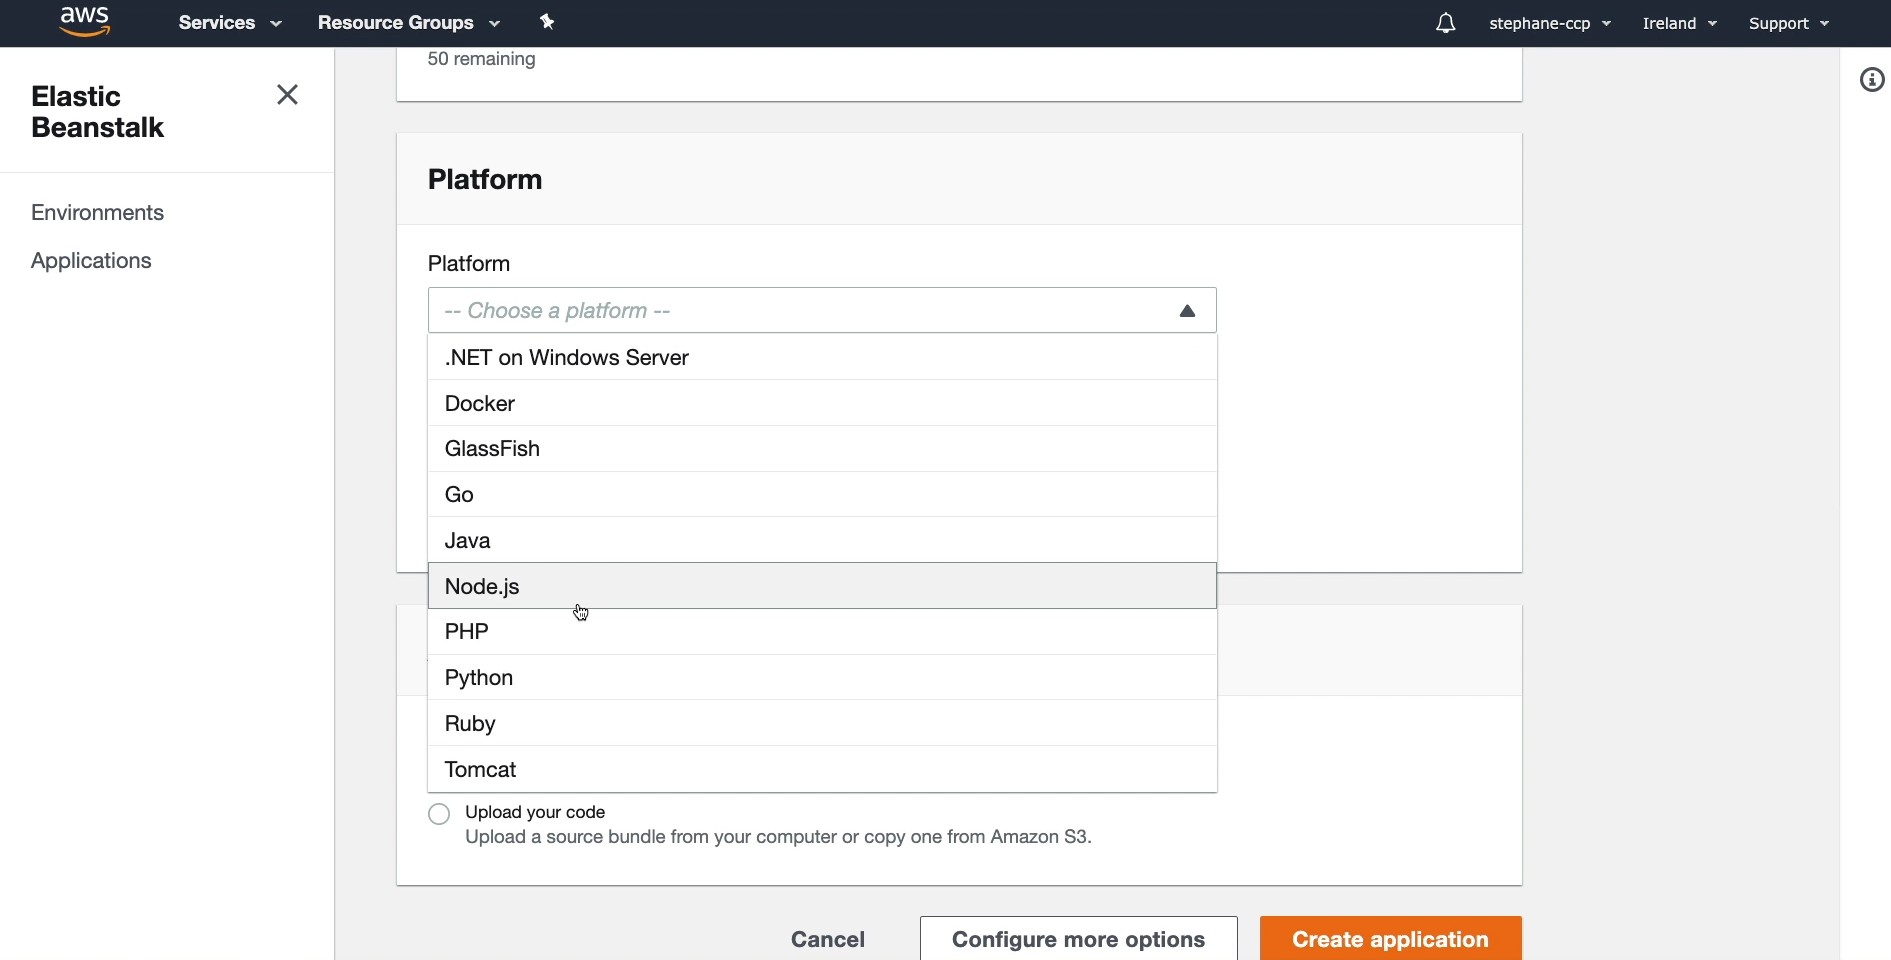 aws
Services
Resource Groups
stephane-ccp
Ireland
Support
Elastic
Beanstalk
Environments
Applications
50 remaining
Platform
Platform
-- Choose a platform --
.NET on Windows Server
Docker
GlassFish
Go
Java
Node.js
PHP
Python
Ruby
Tomcat
Upload your code
Upload a source bundle from your computer or copy one from Amazon S3.
Cancel
Configure more options
Create application